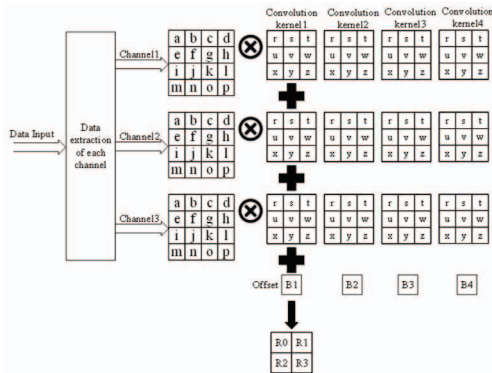 Convolution kernel1 Convolution kernel2 Convolution kernel3 Convolution kernel4
Data Input
Data extraction of each channel
Channel1
a b c d
e f g h
i j k l
m n o p
r s t r s t r s t r s t
u v w u v w u v w u v w
x y z x y z x y z x y z
Channel2
a b c d
e f g h
i j k l
m n o p
r s t r s t r s t r s t
u v w u v w u v w u v w
x y z x y z x y z x y z
Channel3
a b c d
e f g h
i j k l
m n o p
r s t r s t r s t r s t
u v w u v w u v w u v w
x y z x y z x y z x y z
Offset B1 B2 B3 B4
R0 R1
R2 R3